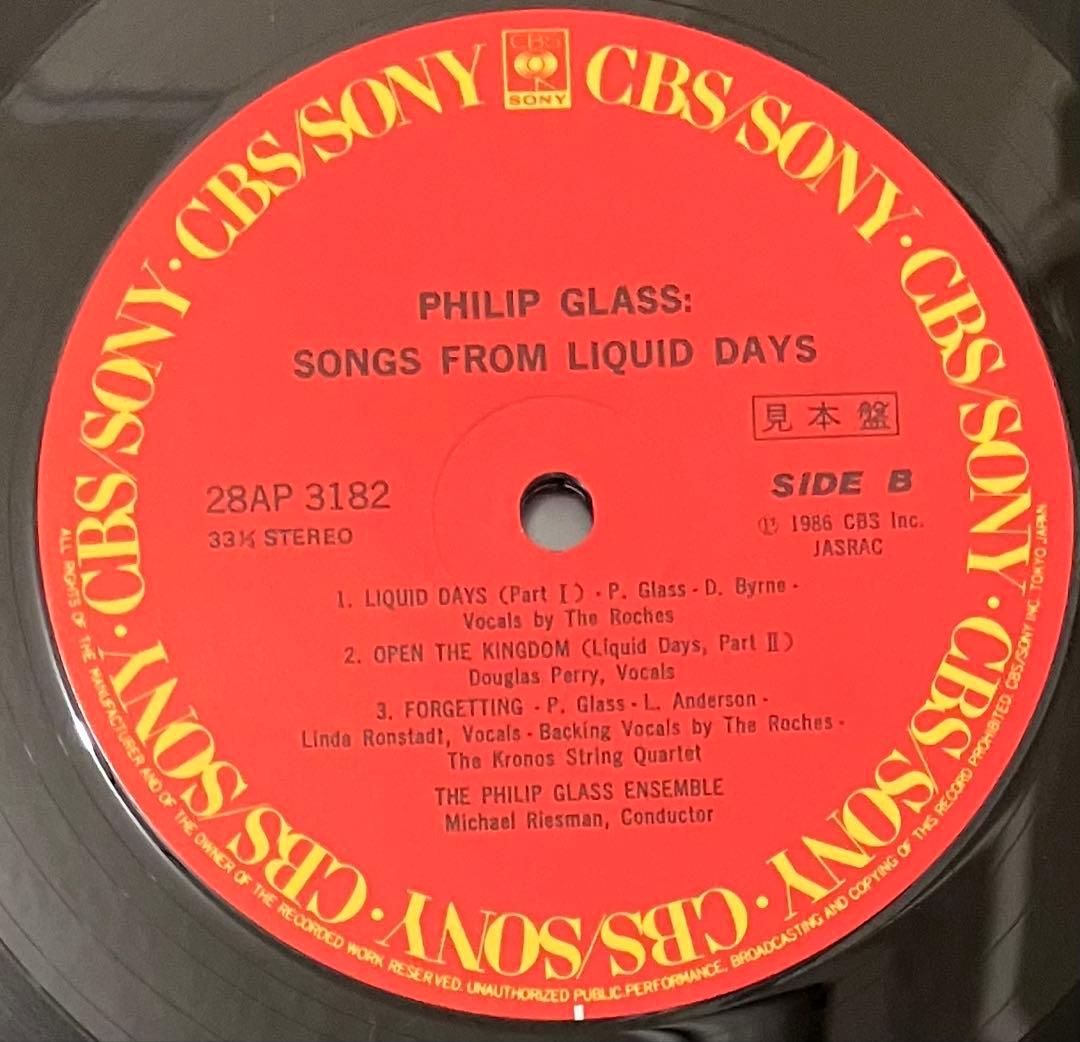 CBS/SONY · CBS/SONY · CBS/SONY · CBS/SONY · CBS/SONY · CBS/SONY · CBS/SONY · CBS/SONY · CBS/SONY
CBS
SONY
PHILIP GLASS:
SONGS FROM LIQUID DAYS
見本盤
28AP 3182
33⅓ STEREO
SIDE B
Ⓟ 1986 CBS Inc.
JASRAC
1. LIQUID DAYS (Part Ⅰ) · P. Glass - D. Byrne ·
Vocals by The Roches
2. OPEN THE KINGDOM (Liquid Days, Part Ⅱ)
Douglas Perry, Vocals
3. FORGETTING · P. Glass - L. Anderson ·
Linda Ronstadt, Vocals · Backing Vocals by The Roches ·
The Kronos String Quartet
THE PHILIP GLASS ENSEMBLE
Michael Riesman, Conductor
ALL RIGHTS OF THE MANUFACTURER AND OF THE OWNER OF THE RECORDED WORK RESERVED. UNAUTHORIZED PUBLIC PERFORMANCE, BROADCASTING AND COPYING OF THIS RECORD PROHIBITED. CBS/SONY INC. TOKYO JAPAN